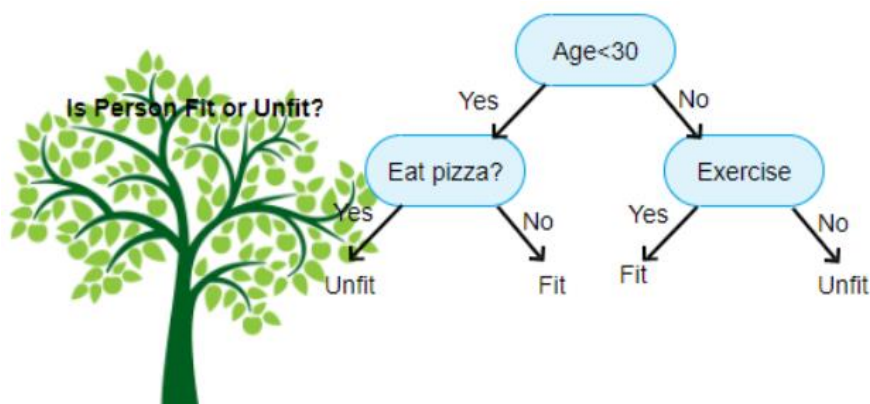 Age<30
Is Person Fit or Unfit?
Yes
No
Eat pizza?
Exercise
Yes
No
Yes
No
Unfit
Fit
Fit
Unfit